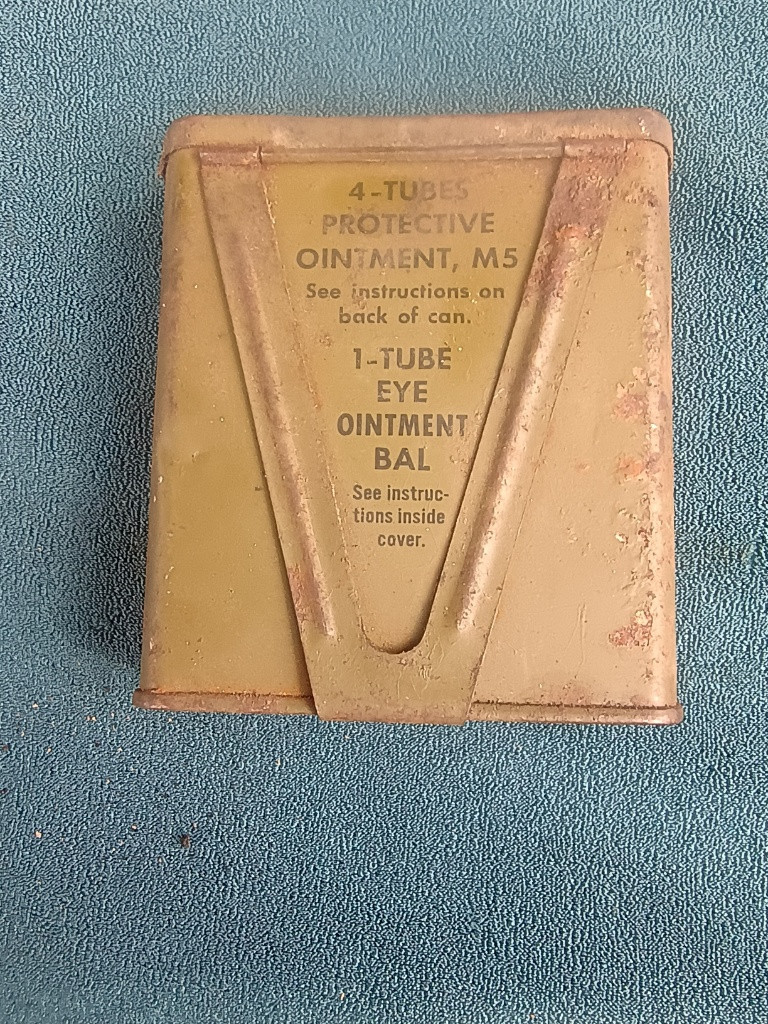 4-TUBES
PROTECTIVE
OINTMENT, M5
See instructions on
back of can.
1-TUBE
EYE
OINTMENT
BAL
See instruc-
tions inside
cover.